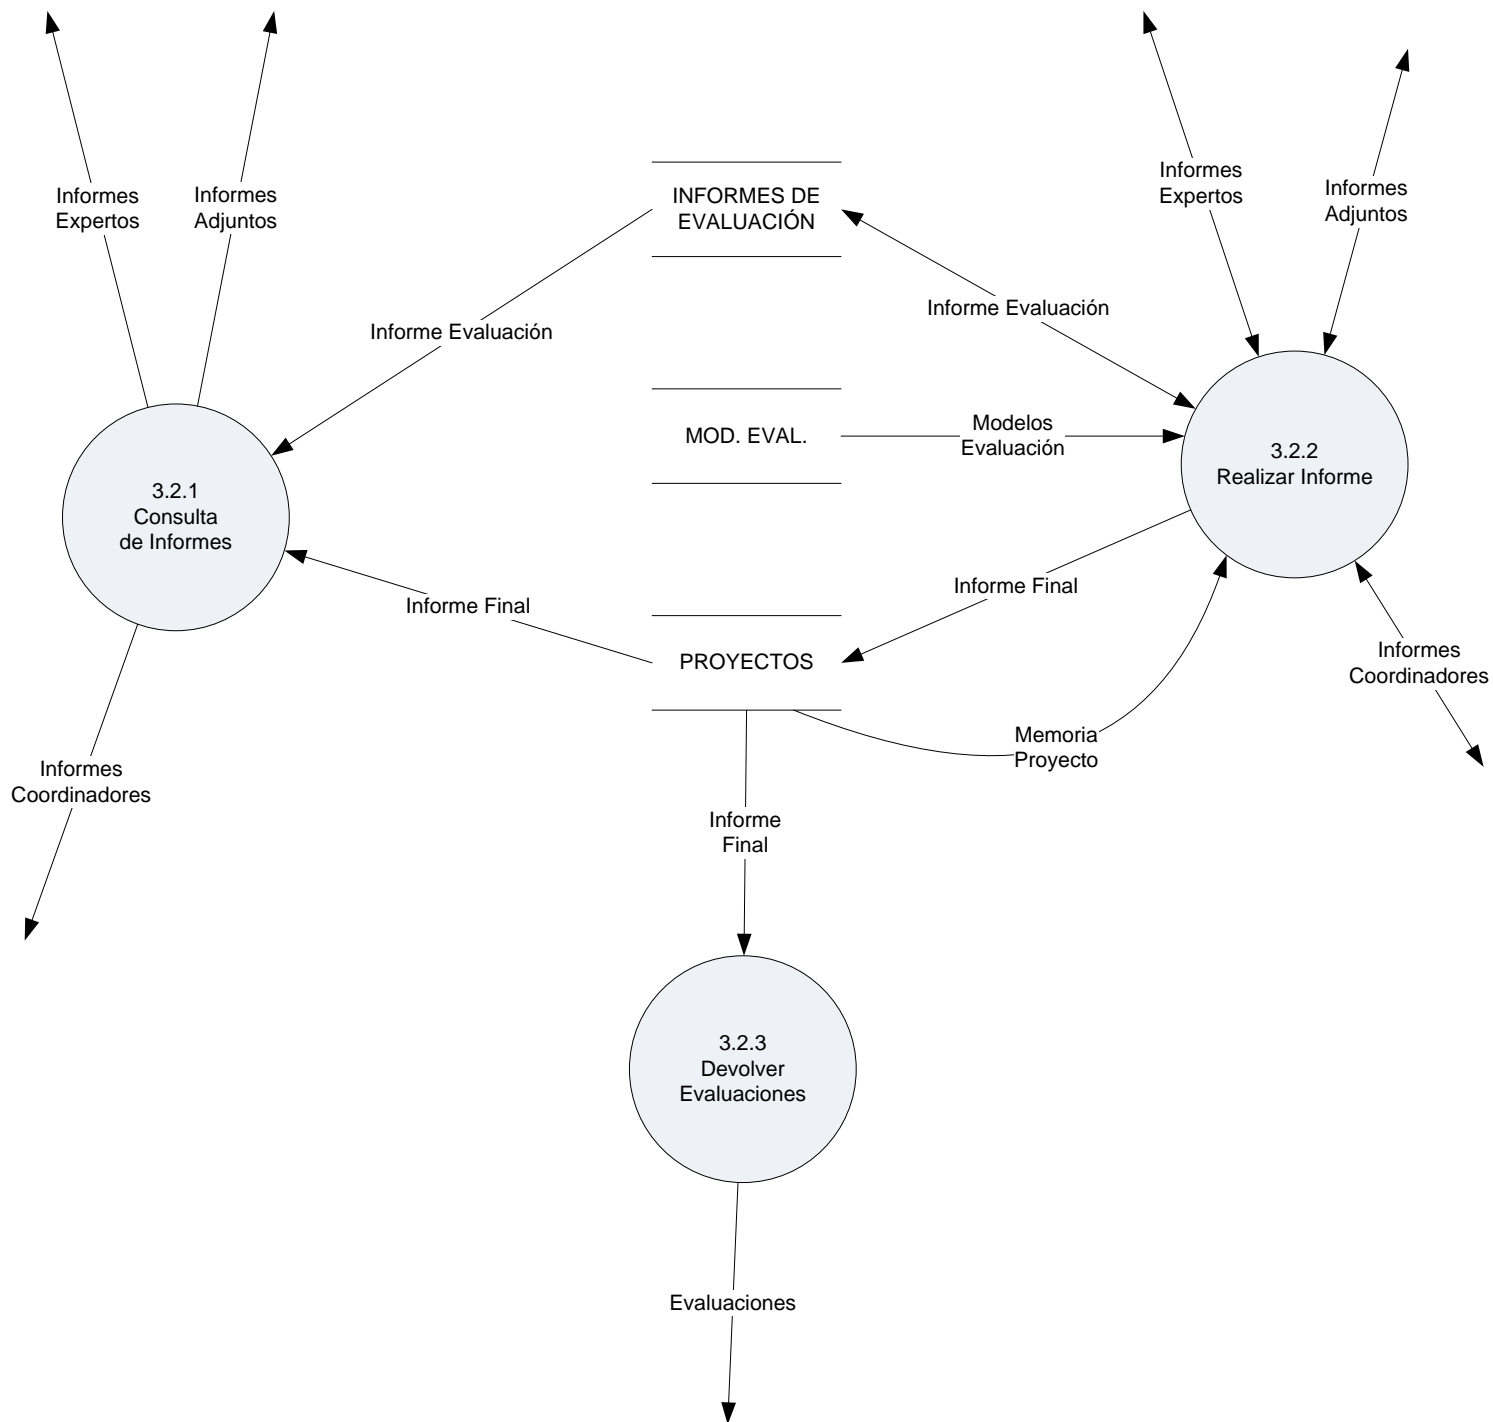 Informes
Expertos
Informes
Adjuntos
INFORMES DE
EVALUACIÓN
Informes
Expertos
Informes
Adjuntos
Informe Evaluación
Informe Evaluación
MOD. EVAL.
Modelos
Evaluación
3.2.2
Realizar Informe
3.2.1
Consulta
de Informes
Informe Final
Informe Final
PROYECTOS
Informes
Coordinadores
Memoria
Proyecto
Informes
Coordinadores
Informe
Final
3.2.3
Devolver
Evaluaciones
Evaluaciones